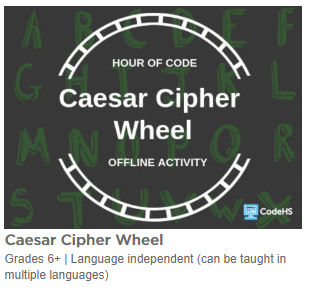 A B C D E F
G H I J K L
M N O P Q R
S T U V W X
HOUR OF CODE
Caesar Cipher
Wheel
OFFLINE ACTIVITY
CodeHS
Caesar Cipher Wheel
Grades 6+ | Language independent (can be taught in
multiple languages)